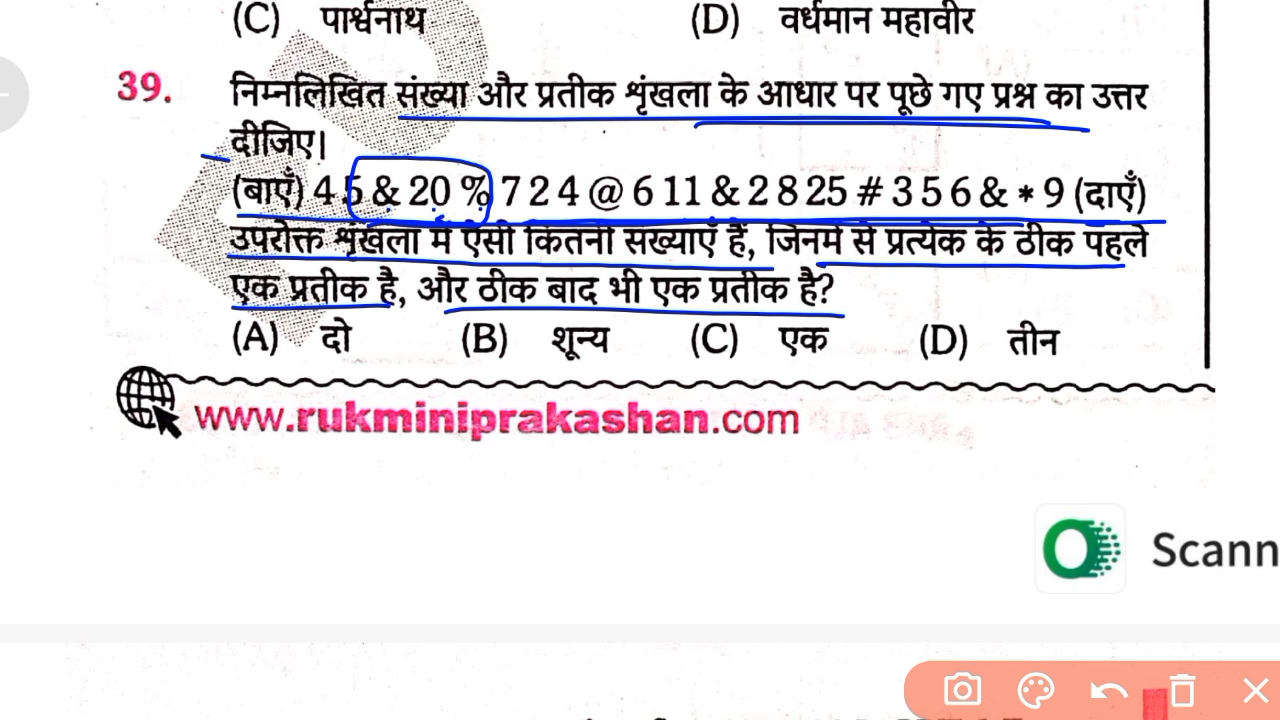 (C) पार्श्वनाथ (D) वर्धमान महावीर
39. निम्नलिखित संख्या और प्रतीक शृंखला के आधार पर पूछे गए प्रश्न का उत्तर
दीजिए।
(बाएँ) 4 5 & 20 % 7 2 4 @ 6 11 & 2 8 25 # 3 5 6 & * 9 (दाएँ)
उपरोक्त शृंखला में ऐसी कितनी संख्याएँ हैं, जिनमें से प्रत्येक के ठीक पहले
एक प्रतीक है, और ठीक बाद भी एक प्रतीक है?
(A) दो (B) शून्य (C) एक (D) तीन
www.rukminiprakashan.com
Scann